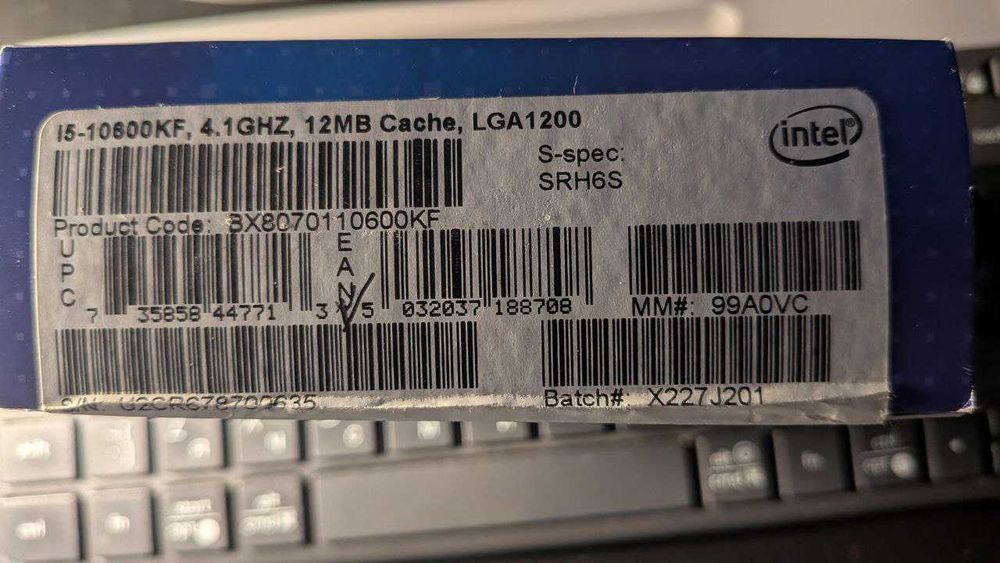 I5-10600KF, 4.1GHZ, 12MB Cache, LGA1200
intel
S-spec:
SRH6S
Product Code: BX8070110600KF
UPC
7 35858 44771 3
EAN
5 032037 188708
MM#: 99A0VC
Batch#: X227J201